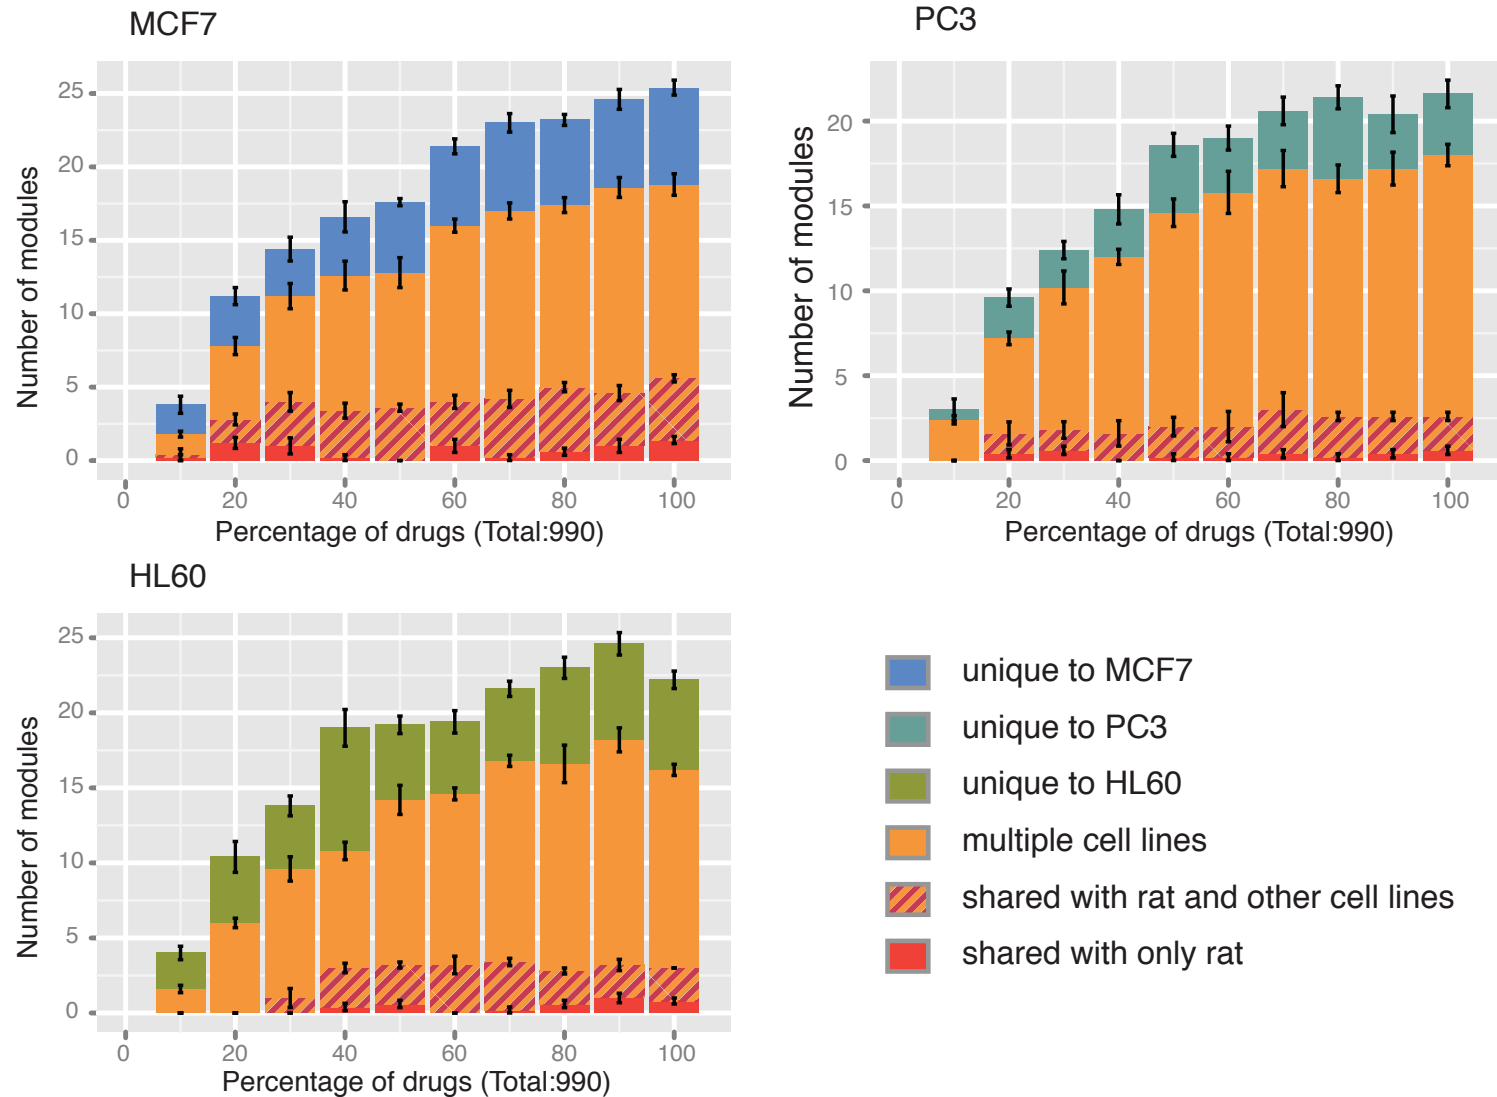 MCF7
Number of modules
25
20
15
10
5
0
0 20 40 60 80 100
Percentage of drugs (Total:990)
PC3
Number of modules
20
15
10
5
0
0 20 40 60 80 100
Percentage of drugs (Total:990)
HL60
Number of modules
25
20
15
10
5
0
0 20 40 60 80 100
Percentage of drugs (Total:990)
unique to MCF7
unique to PC3
unique to HL60
multiple cell lines
shared with rat and other cell lines
shared with only rat